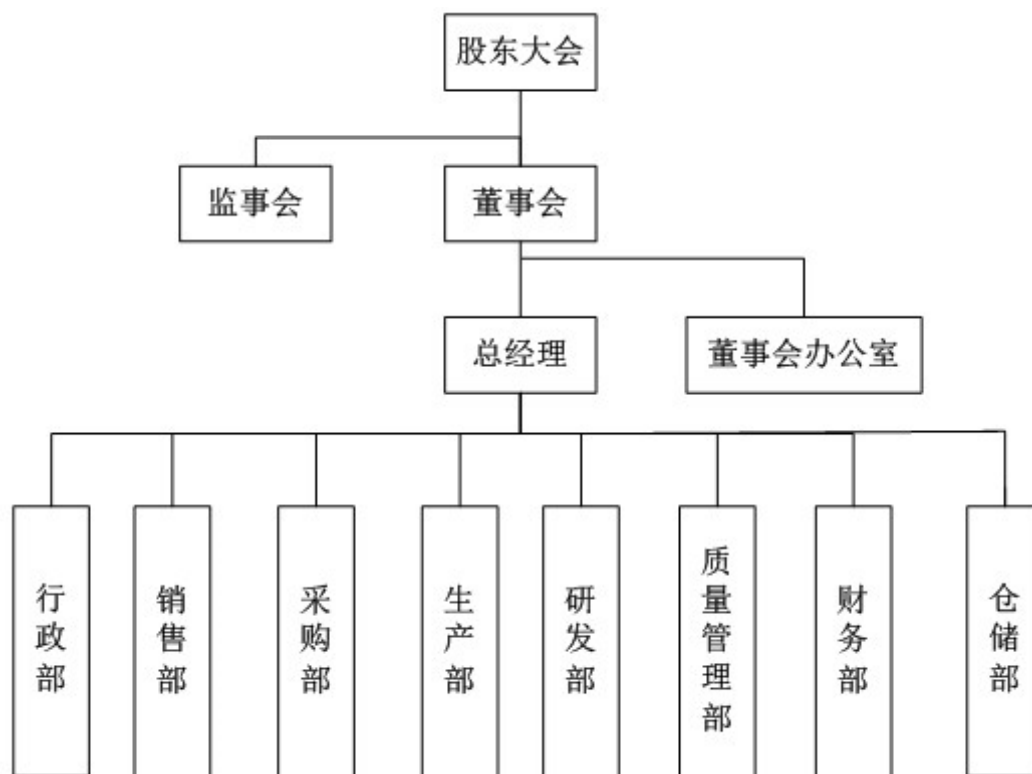 股东大会
监事会
董事会
总经理
董事会办公室
行政部
销售部
采购部
生产部
研发部
质量管理部
财务部
仓储部